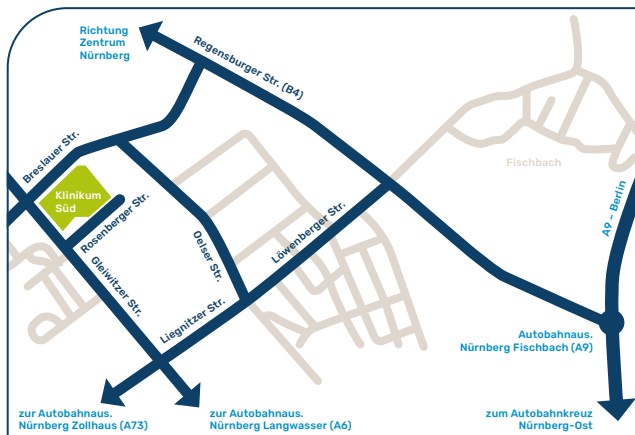 Richtung
Zentrum
Nürnberg
Regensburger Str. (B4)
Breslauer Str.
Fischbach
Klinikum
Süd
Rosenberger Str.
A9 – Berlin
Gleiwitzer Str.
Oelser Str.
Löwenberger Str.
Liegnitzer Str.
Autobahnaus.
Nürnberg Fischbach (A9)
zur Autobahnaus.
Nürnberg Zollhaus (A73)
zur Autobahnaus.
Nürnberg Langwasser (A6)
zum Autobahnkreuz
Nürnberg-Ost